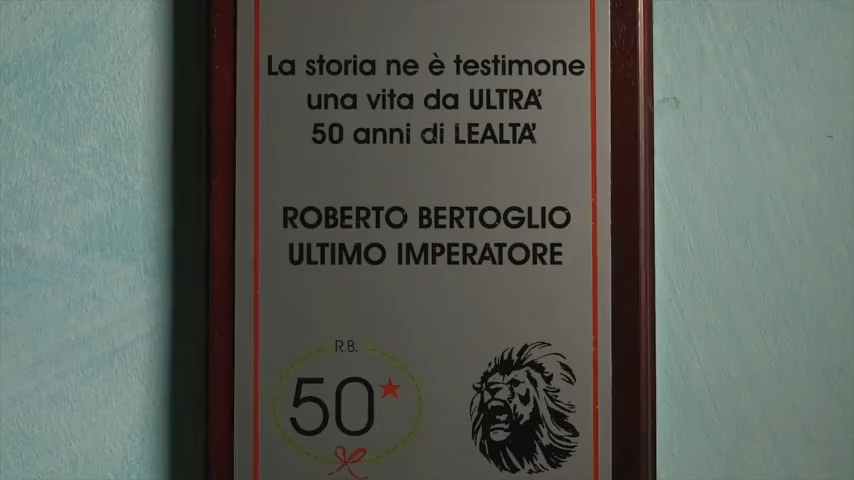 La storia ne è testimone
una vita da ULTRA'
50 anni di LEALTA'
ROBERTO BERTOGLIO
ULTIMO IMPERATORE
R.B.
50